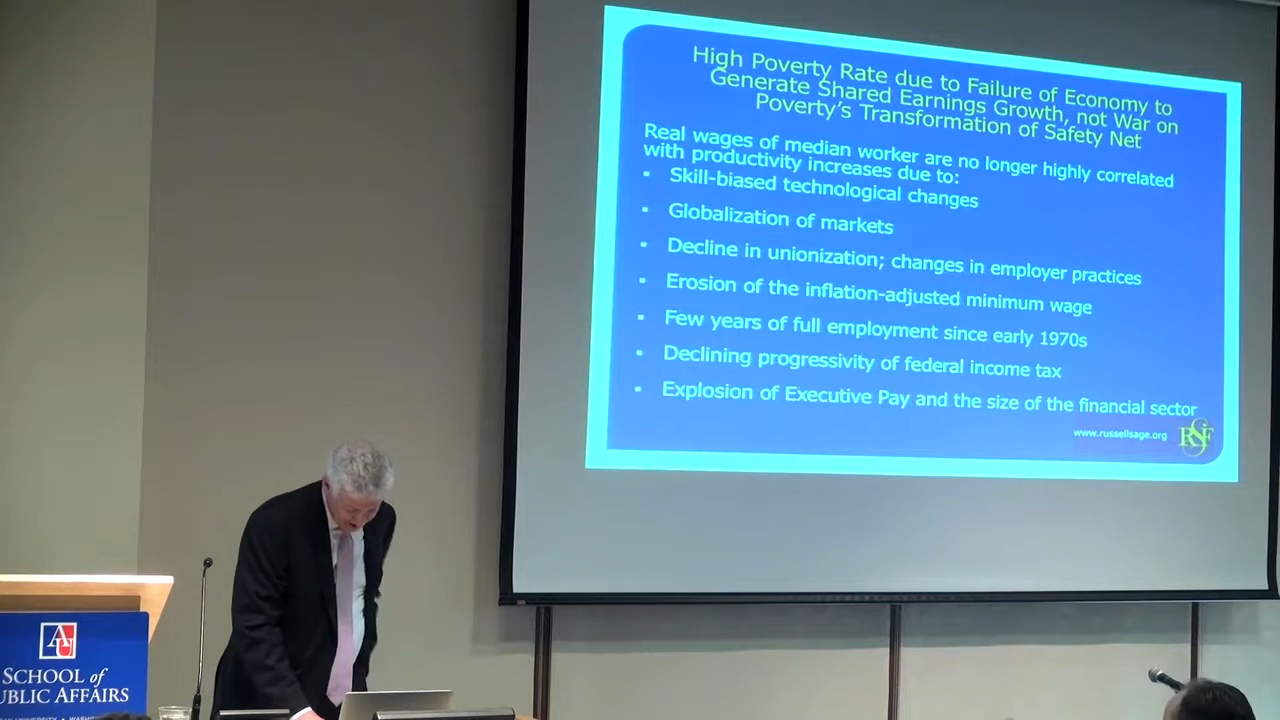 High Poverty Rate due to Failure of Economy to
Generate Shared Earnings Growth, not War on
Poverty's Transformation of Safety Net
Real wages of median worker are no longer highly correlated
with productivity increases due to:
▪ Skill-biased technological changes
▪ Globalization of markets
▪ Decline in unionization; changes in employer practices
▪ Erosion of the inflation-adjusted minimum wage
▪ Few years of full employment since early 1970s
▪ Declining progressivity of federal income tax
▪ Explosion of Executive Pay and the size of the financial sector
www.russellsage.org
RSF
AU
SCHOOL of
PUBLIC AFFAIRS